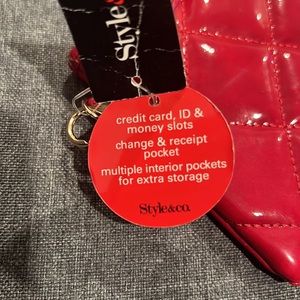 Style&co.
credit card, ID &
money slots
change & receipt
pocket
multiple interior pockets
for extra storage
Style&co.